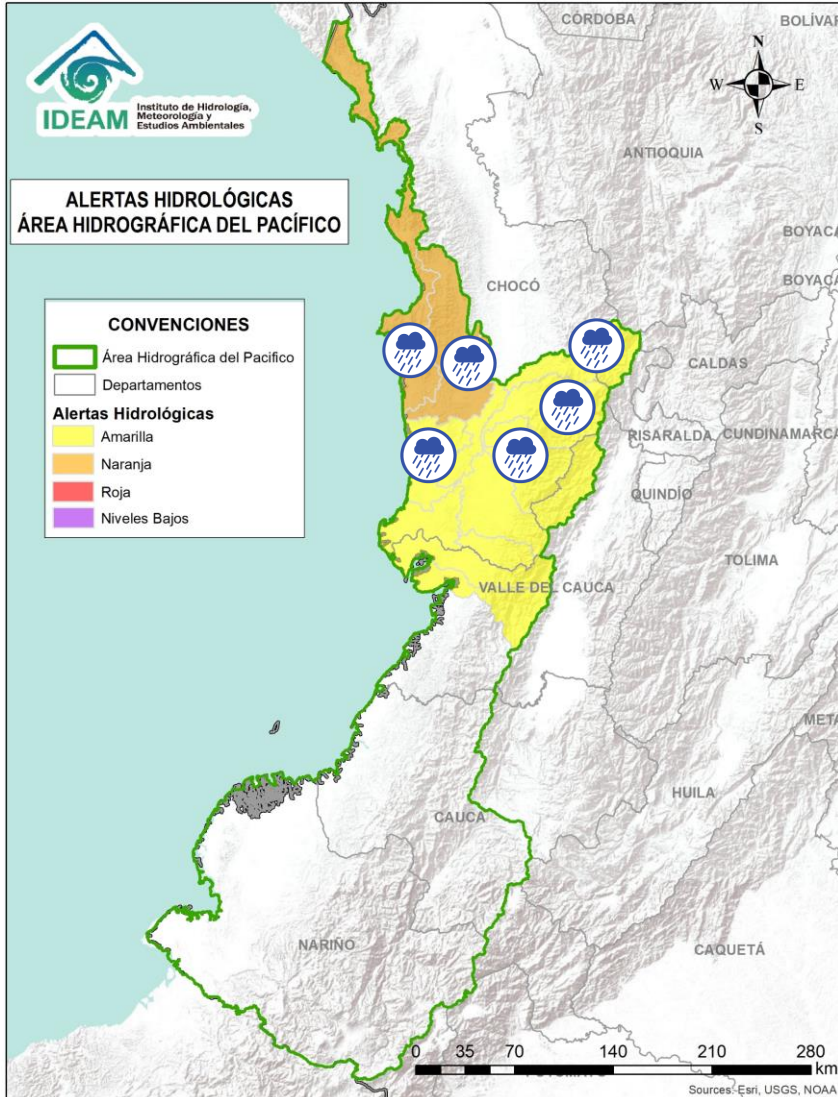 IDEAM
Instituto de Hidrología,
Meteorología y
Estudios Ambientales
ALERTAS HIDROLÓGICAS
ÁREA HIDROGRÁFICA DEL PACÍFICO
CONVENCIONES
Área Hidrográfica del Pacifico
Departamentos
Alertas Hidrológicas
Amarilla
Naranja
Roja
Niveles Bajos
CÓRDOBA
BOLÍVAR
N
W
E
S
ANTIOQUIA
BOYACÁ
CHOCÓ
BOYACÁ
CALDAS
RISARALDA
CUNDINAMARCA
QUINDÍO
TOLIMA
VALLE DEL CAUCA
META
HUILA
CAUCA
NARIÑO
CAQUETÁ
0 35 70 140 210 280
km
Sources: Esri, USGS, NOAA